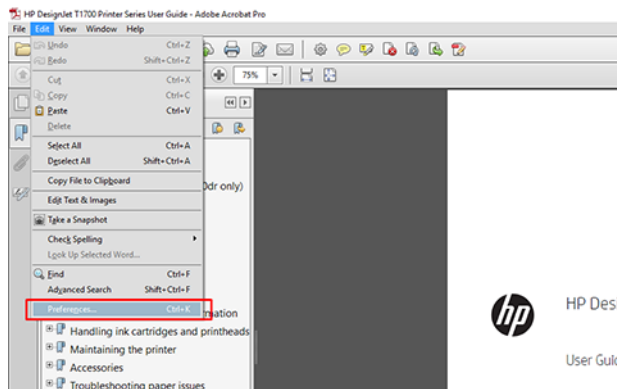 HP DesignJet T1700 Printer Series User Guide - Adobe Acrobat Pro
File Edit View Window Help
Undo Ctrl+Z
Redo Shift+Ctrl+Z
75%
Cut Ctrl+X
Copy Ctrl+C
Paste Ctrl+V
Delete
Select All Ctrl+A
Deselect All Shift+Ctrl+A
Copy File to Clipboard
0dr only)
Edit Text & Images
Take a Snapshot
Check Spelling
Look Up Selected Word...
Find Ctrl+F
Advanced Search Shift+Ctrl+F
Preferences... Ctrl+K
mation
Handling ink cartridges and printheads
Maintaining the printer
Accessories
Troubleshooting paper issues
hp
HP Desi
User Guid